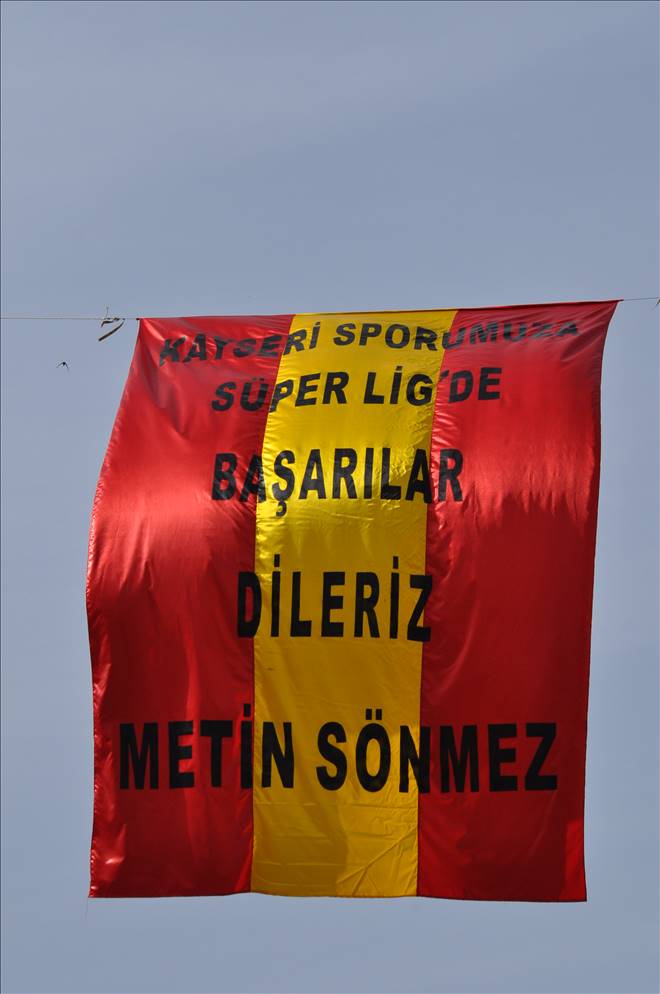 KAYSERİ SPORUMUZA
SÜPER LİG'DE
BAŞARILAR
DİLERİZ
METİN SÖNMEZ